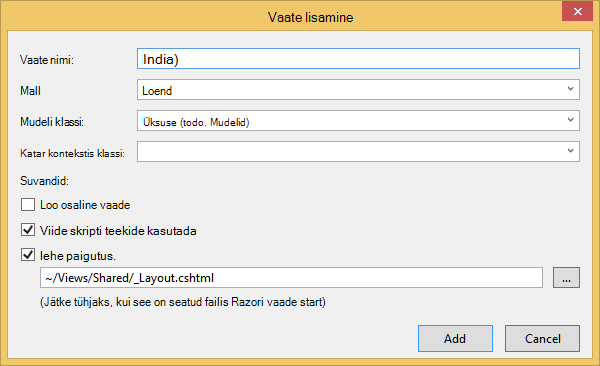 Vaate lisamine
Vaate nimi: India)
Mall Loend
Mudeli klassi: Üksuse (todo. Mudelid)
Katar kontekstis klassi:
Suvandid:
Loo osaline vaade
Viide skripti teekide kasutada
lehe paigutus.
~/Views/Shared/_Layout.cshtml
...
(Jätke tühjaks, kui see on seatud failis Razori vaade start)
Add Cancel